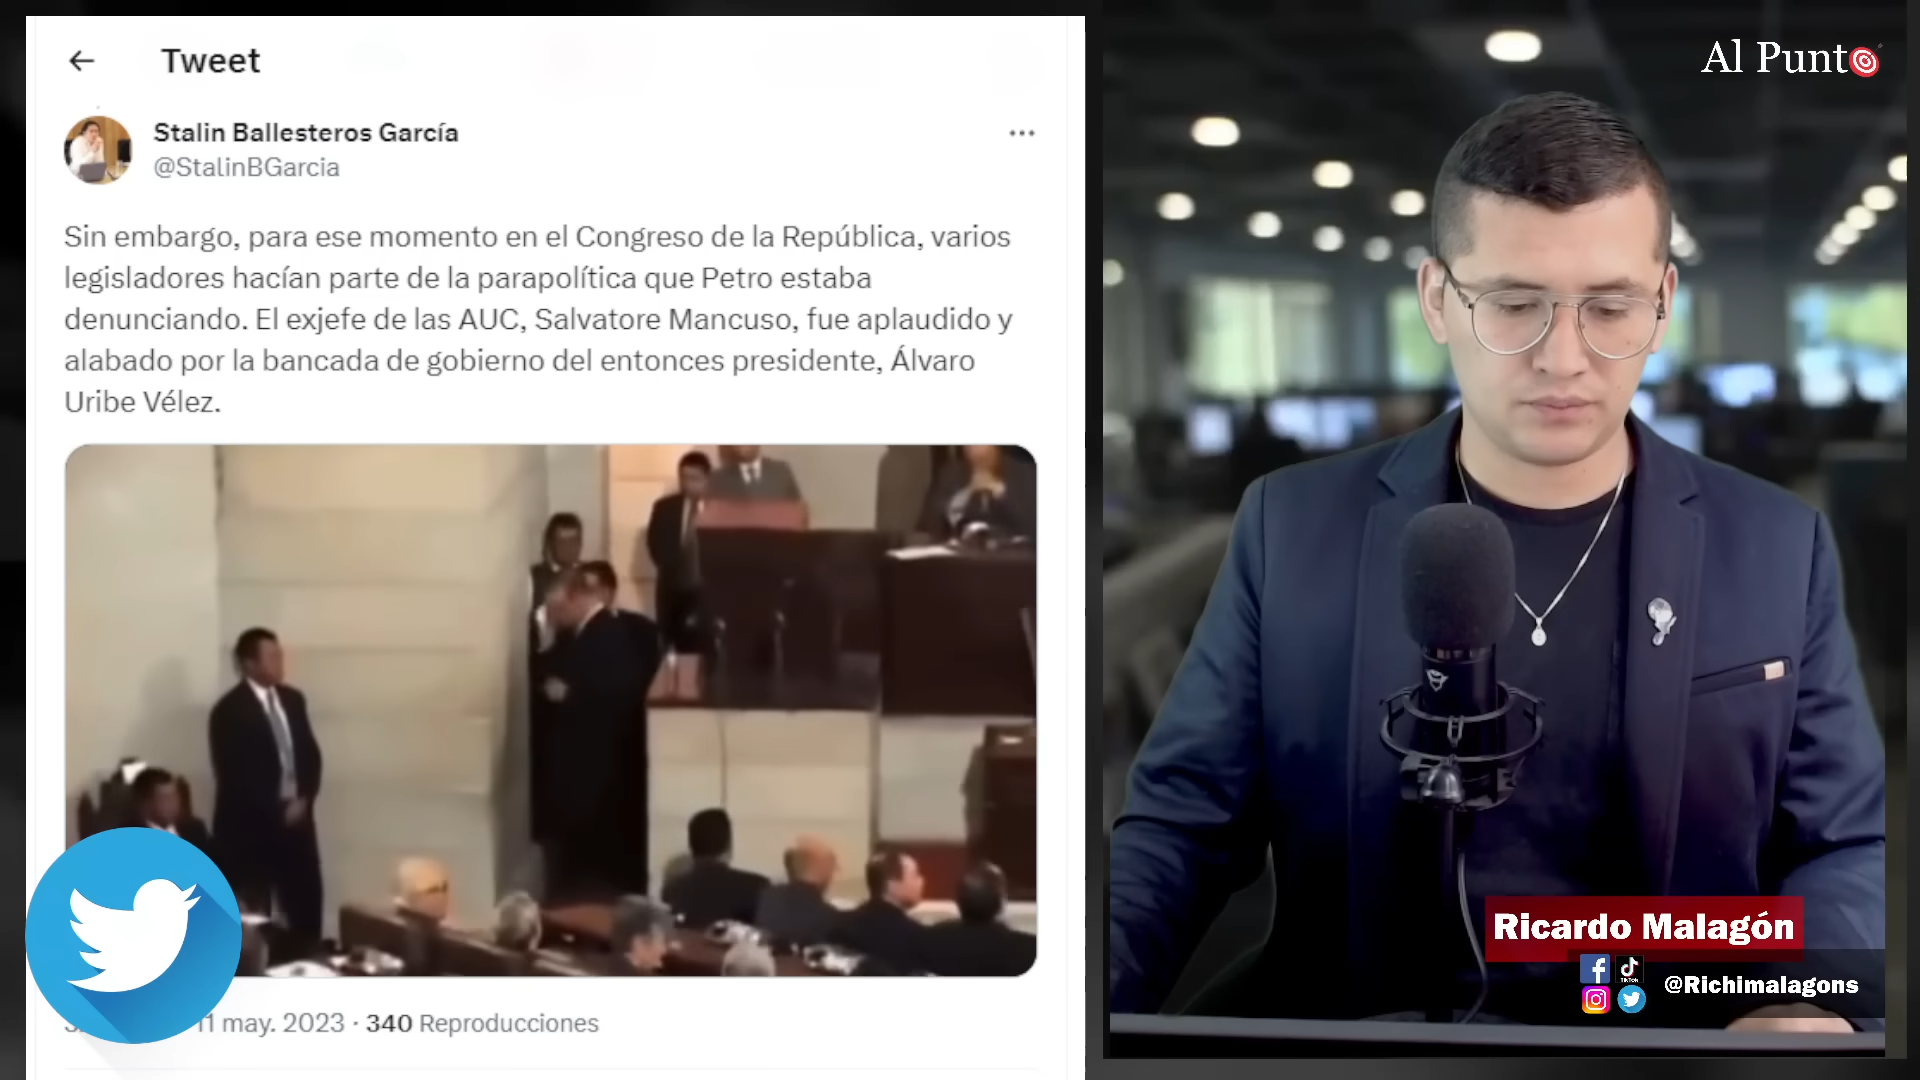 Tweet
Stalin Ballesteros García
@StalinBGarcia
Sin embargo, para ese momento en el Congreso de la República, varios
legisladores hacían parte de la parapolítica que Petro estaba
denunciando. El exjefe de las AUC, Salvatore Mancuso, fue aplaudido y
alabado por la bancada de gobierno del entonces presidente, Álvaro
Uribe Vélez.
11 may. 2023 · 340 Reproducciones
Al Punto
Ricardo Malagón
@Richimalagons